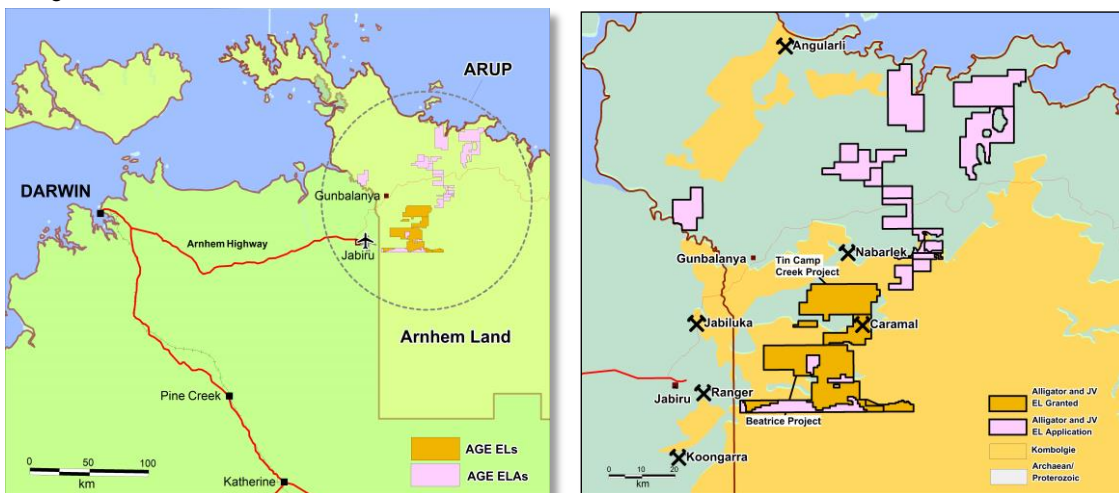 ARUP
DARWIN
Gunbalanya
Arnhem Highway
Jabiru
Arnhem Land
Pine Creek
AGE ELs
AGE ELAs
0 50 100
km
Katherine
Angularli
Gunbalanya
Nabarlek
Tin Camp
Creek Project
Jabiluka
Caramal
Jabiru
Ranger
Beatrice Project
Koongarra
Alligator and JV
EL Granted
Alligator and JV
EL Application
Kombolgie
Archaean/
Proterozoic
0 10 20
km